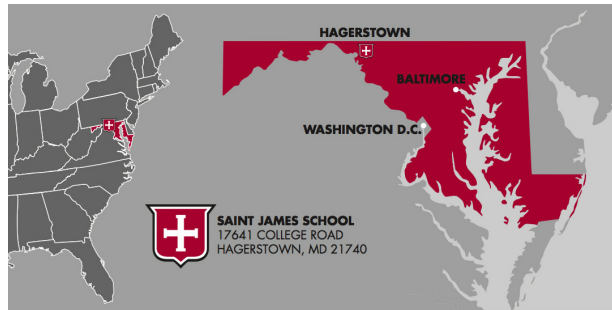 HAGERSTOWN
BALTIMORE
WASHINGTON D.C.
SAINT JAMES SCHOOL
17641 COLLEGE ROAD
HAGERSTOWN, MD 21740